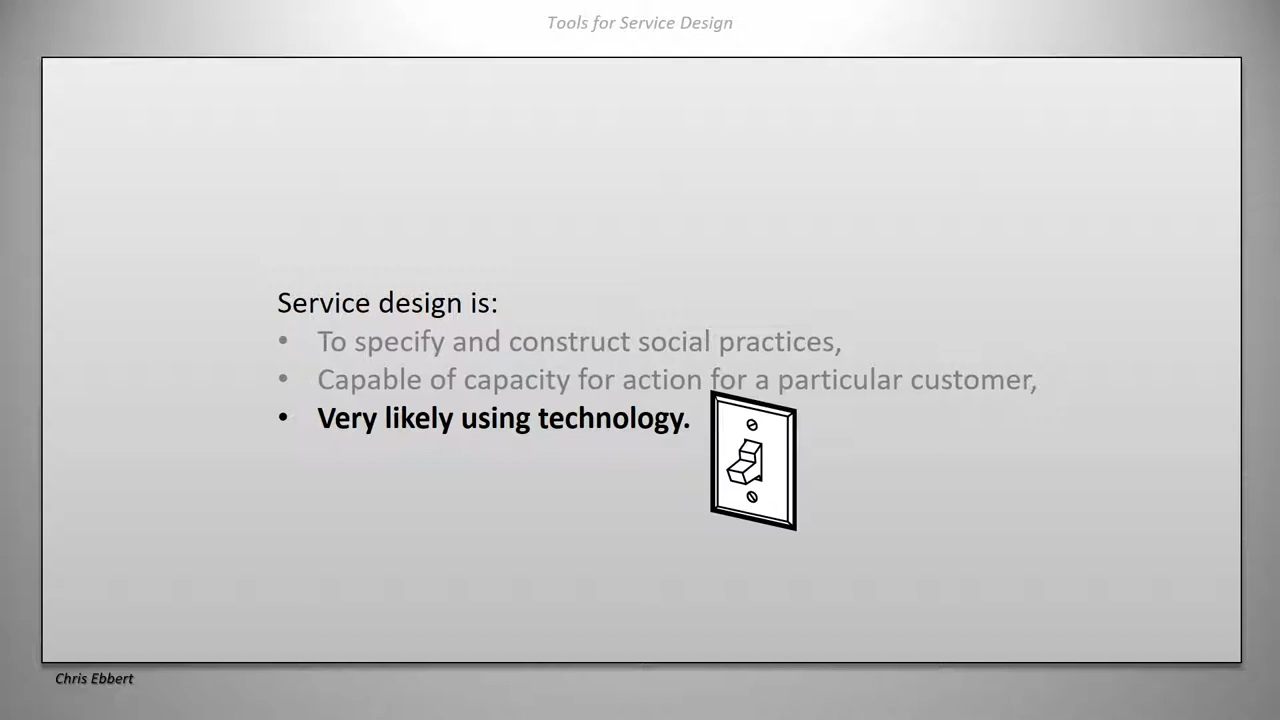 Tools for Service Design
Service design is:
• To specify and construct social practices,
• Capable of capacity for action for a particular customer,
• Very likely using technology.
Chris Ebbert